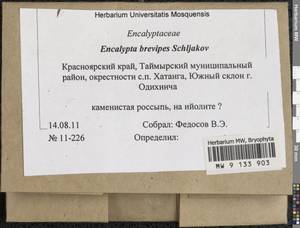 Herbarium Universitatis Mosquensis
Encalyptaceae
Encalypta brevipes Schljakov
Красноярский край, Таймырский муниципальный
район, окрестности с.п. Хатанга, Южный склон г.
Одихинча
каменистая россыпь, на ийолите ?
14.08.11 Собрал: Федосов В.Э.
№ 11-226 Определил:
Herbarium MW, Bryophyta
MW 9 133 903